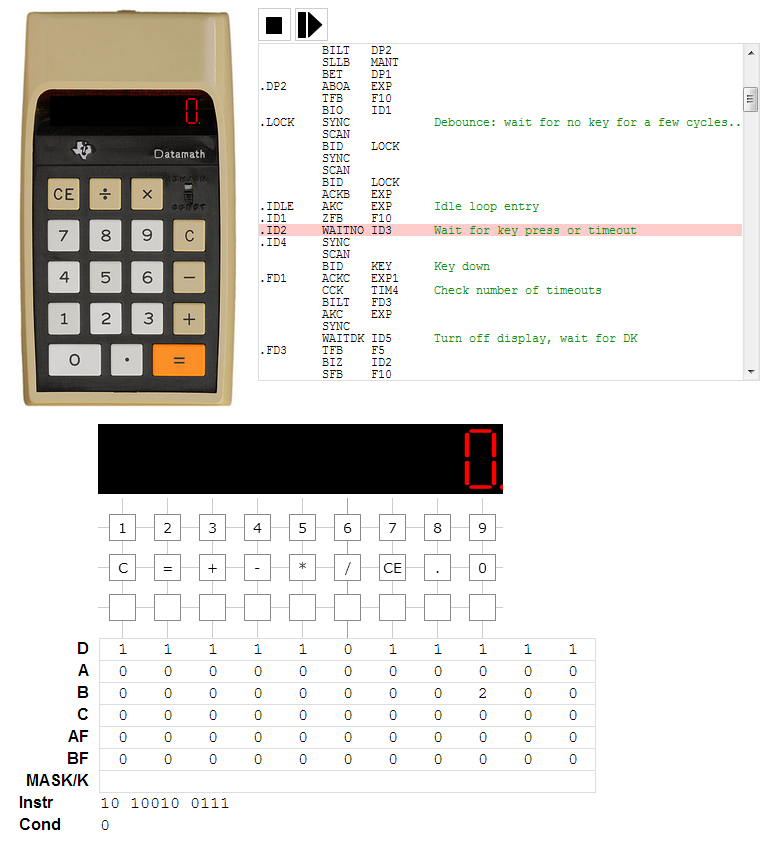 0.
Datamath
CE ÷ ×
7 8 9 C
4 5 6 −
1 2 3 +
0 · =
BILT DP2
SLLB MANT
BET DP1
.DP2 ABOA EXP
TFB F10
BIO ID1
.LOCK SYNC Debounce: wait for no key for a few cycles..
SCAN
BID LOCK
SYNC
SCAN
BID LOCK
ACKB EXP
.IDLE AKC EXP Idle loop entry
.ID1 ZFB F10
.ID2 WAITNO ID3 Wait for key press or timeout
.ID4 SYNC
SCAN
BID KEY Key down
.FD1 ACKC EXP1
CCK TIM4 Check number of timeouts
BILT FD3
AKC EXP
SYNC
WAITDK ID5 Turn off display, wait for DK
.FD3 TFB F5
BIZ ID2
SFB F10
0.
1 2 3 4 5 6 7 8 9
C = + - * / CE . 0
D 1 1 1 1 1 0 1 1 1 1 1
A 0 0 0 0 0 0 0 0 0 0 0
B 0 0 0 0 0 0 0 0 2 0 0
C 0 0 0 0 0 0 0 0 0 0 0
AF 0 0 0 0 0 0 0 0 0 0 0
BF 0 0 0 0 0 0 0 0 0 0 0
MASK/K
Instr 10 10010 0111
Cond 0